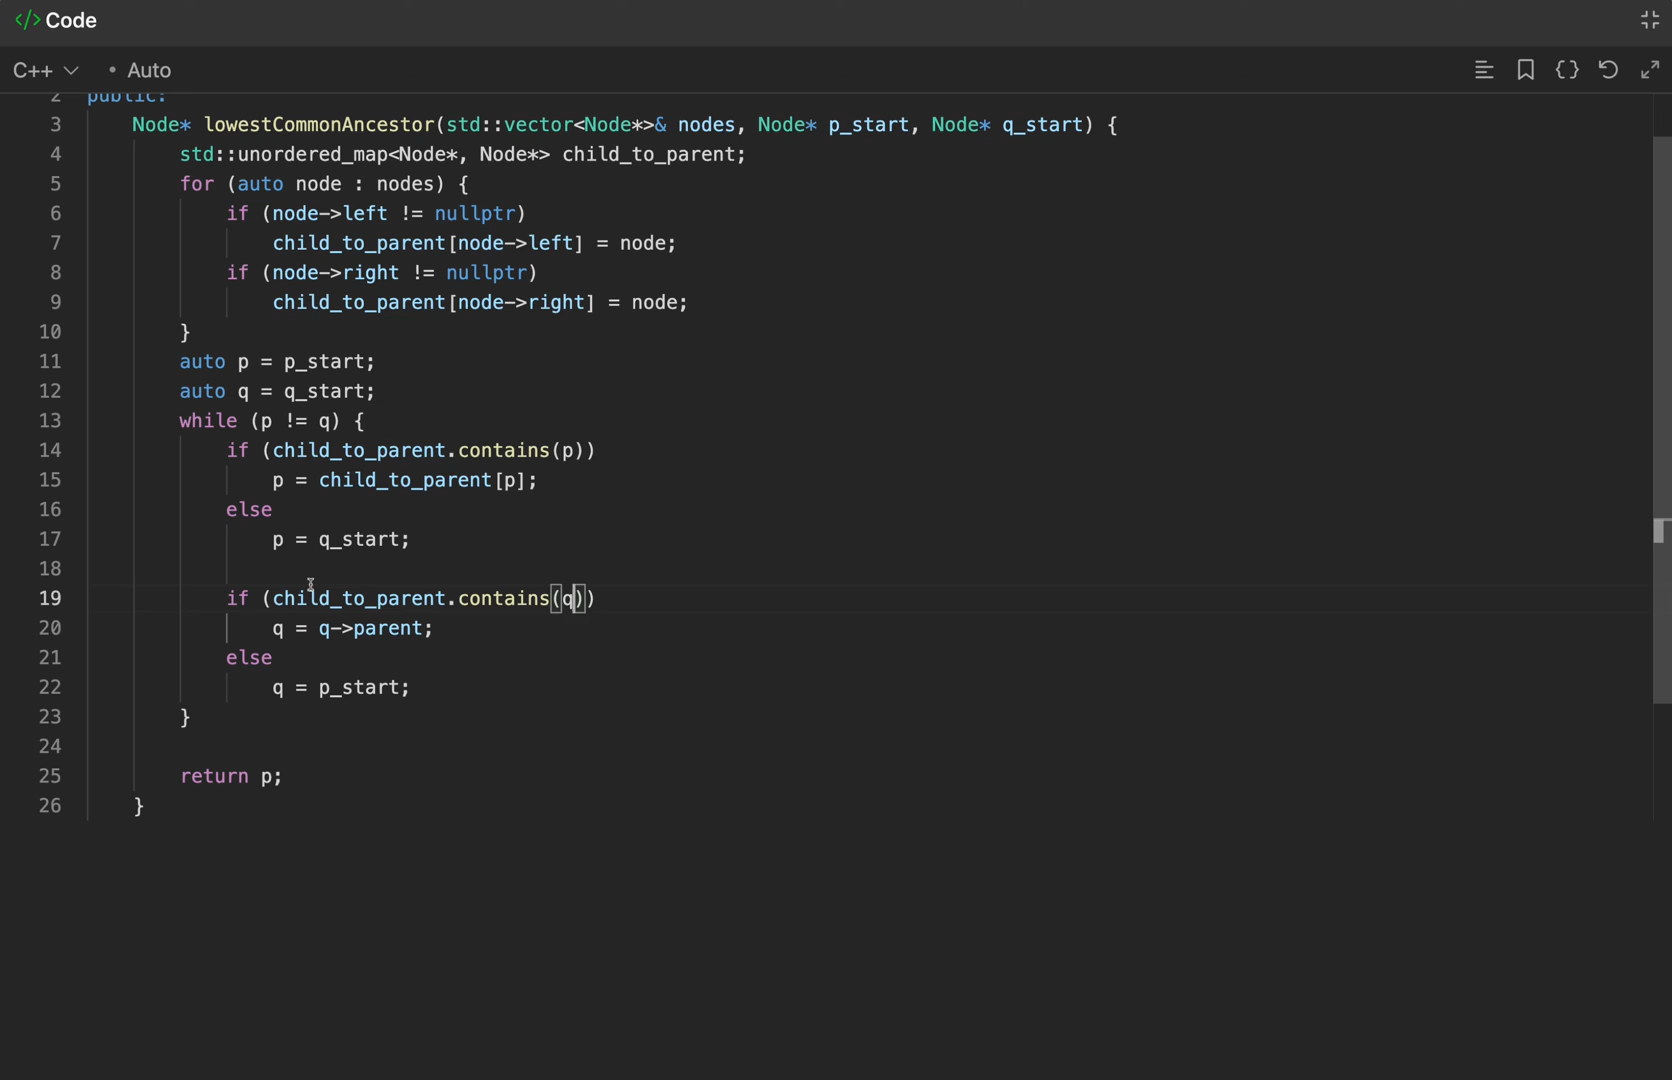 </> Code
C++ • Auto
2 public:
3 Node* lowestCommonAncestor(std::vector<Node*>& nodes, Node* p_start, Node* q_start) {
4 std::unordered_map<Node*, Node*> child_to_parent;
5 for (auto node : nodes) {
6 if (node->left != nullptr)
7 child_to_parent[node->left] = node;
8 if (node->right != nullptr)
9 child_to_parent[node->right] = node;
10 }
11 auto p = p_start;
12 auto q = q_start;
13 while (p != q) {
14 if (child_to_parent.contains(p))
15 p = child_to_parent[p];
16 else
17 p = q_start;
18
19 if (child_to_parent.contains(q))
20 q = q->parent;
21 else
22 q = p_start;
23 }
24
25 return p;
26 }